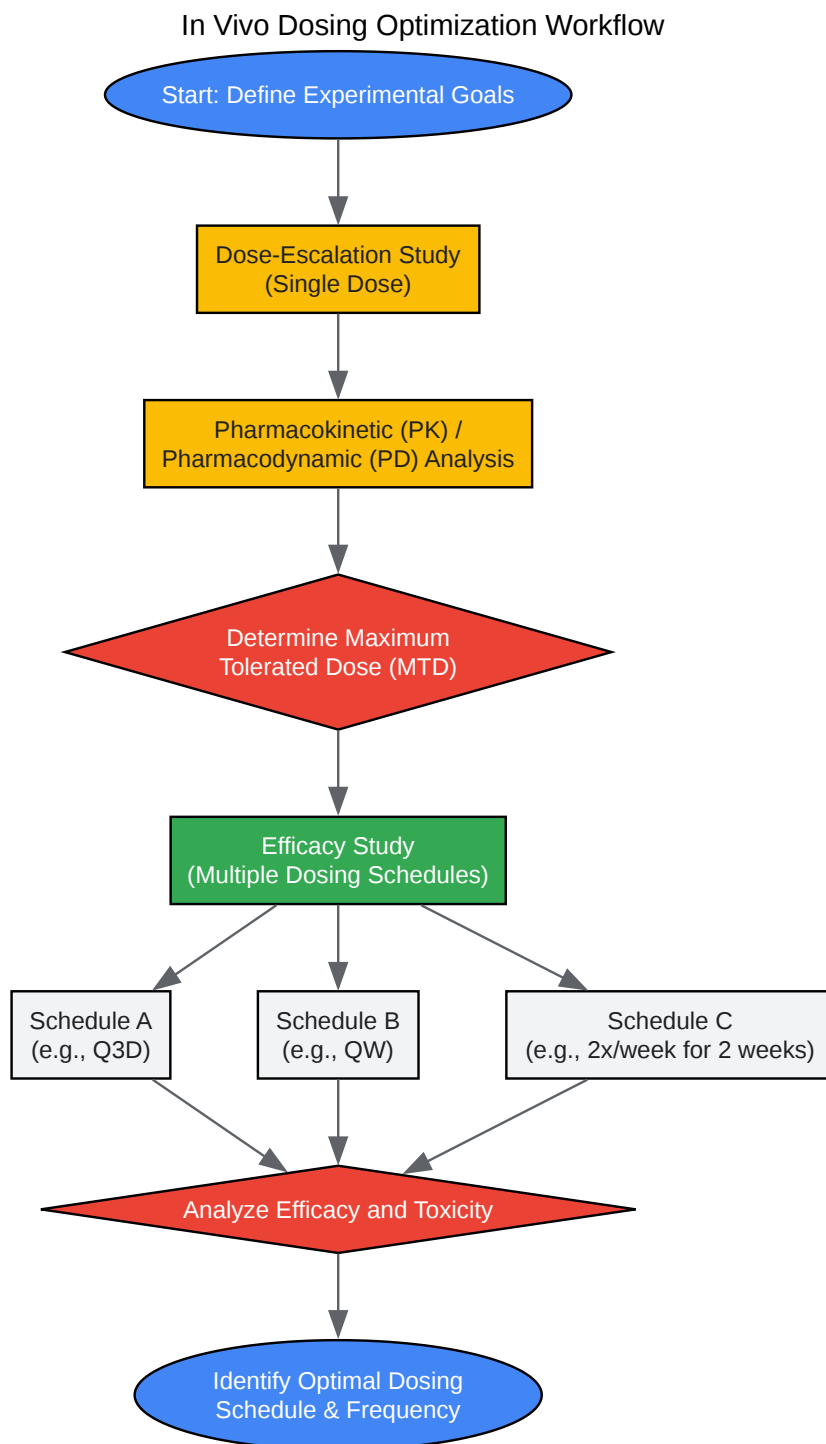 In Vivo Dosing Optimization Workflow
Start: Define Experimental Goals
Dose-Escalation Study
(Single Dose)
Pharmacokinetic (PK) /
Pharmacodynamic (PD) Analysis
Determine Maximum
Tolerated Dose (MTD)
Efficacy Study
(Multiple Dosing Schedules)
Schedule A
(e.g., Q3D)
Schedule B
(e.g., QW)
Schedule C
(e.g., 2x/week for 2 weeks)
Analyze Efficacy and Toxicity
Identify Optimal Dosing
Schedule & Frequency